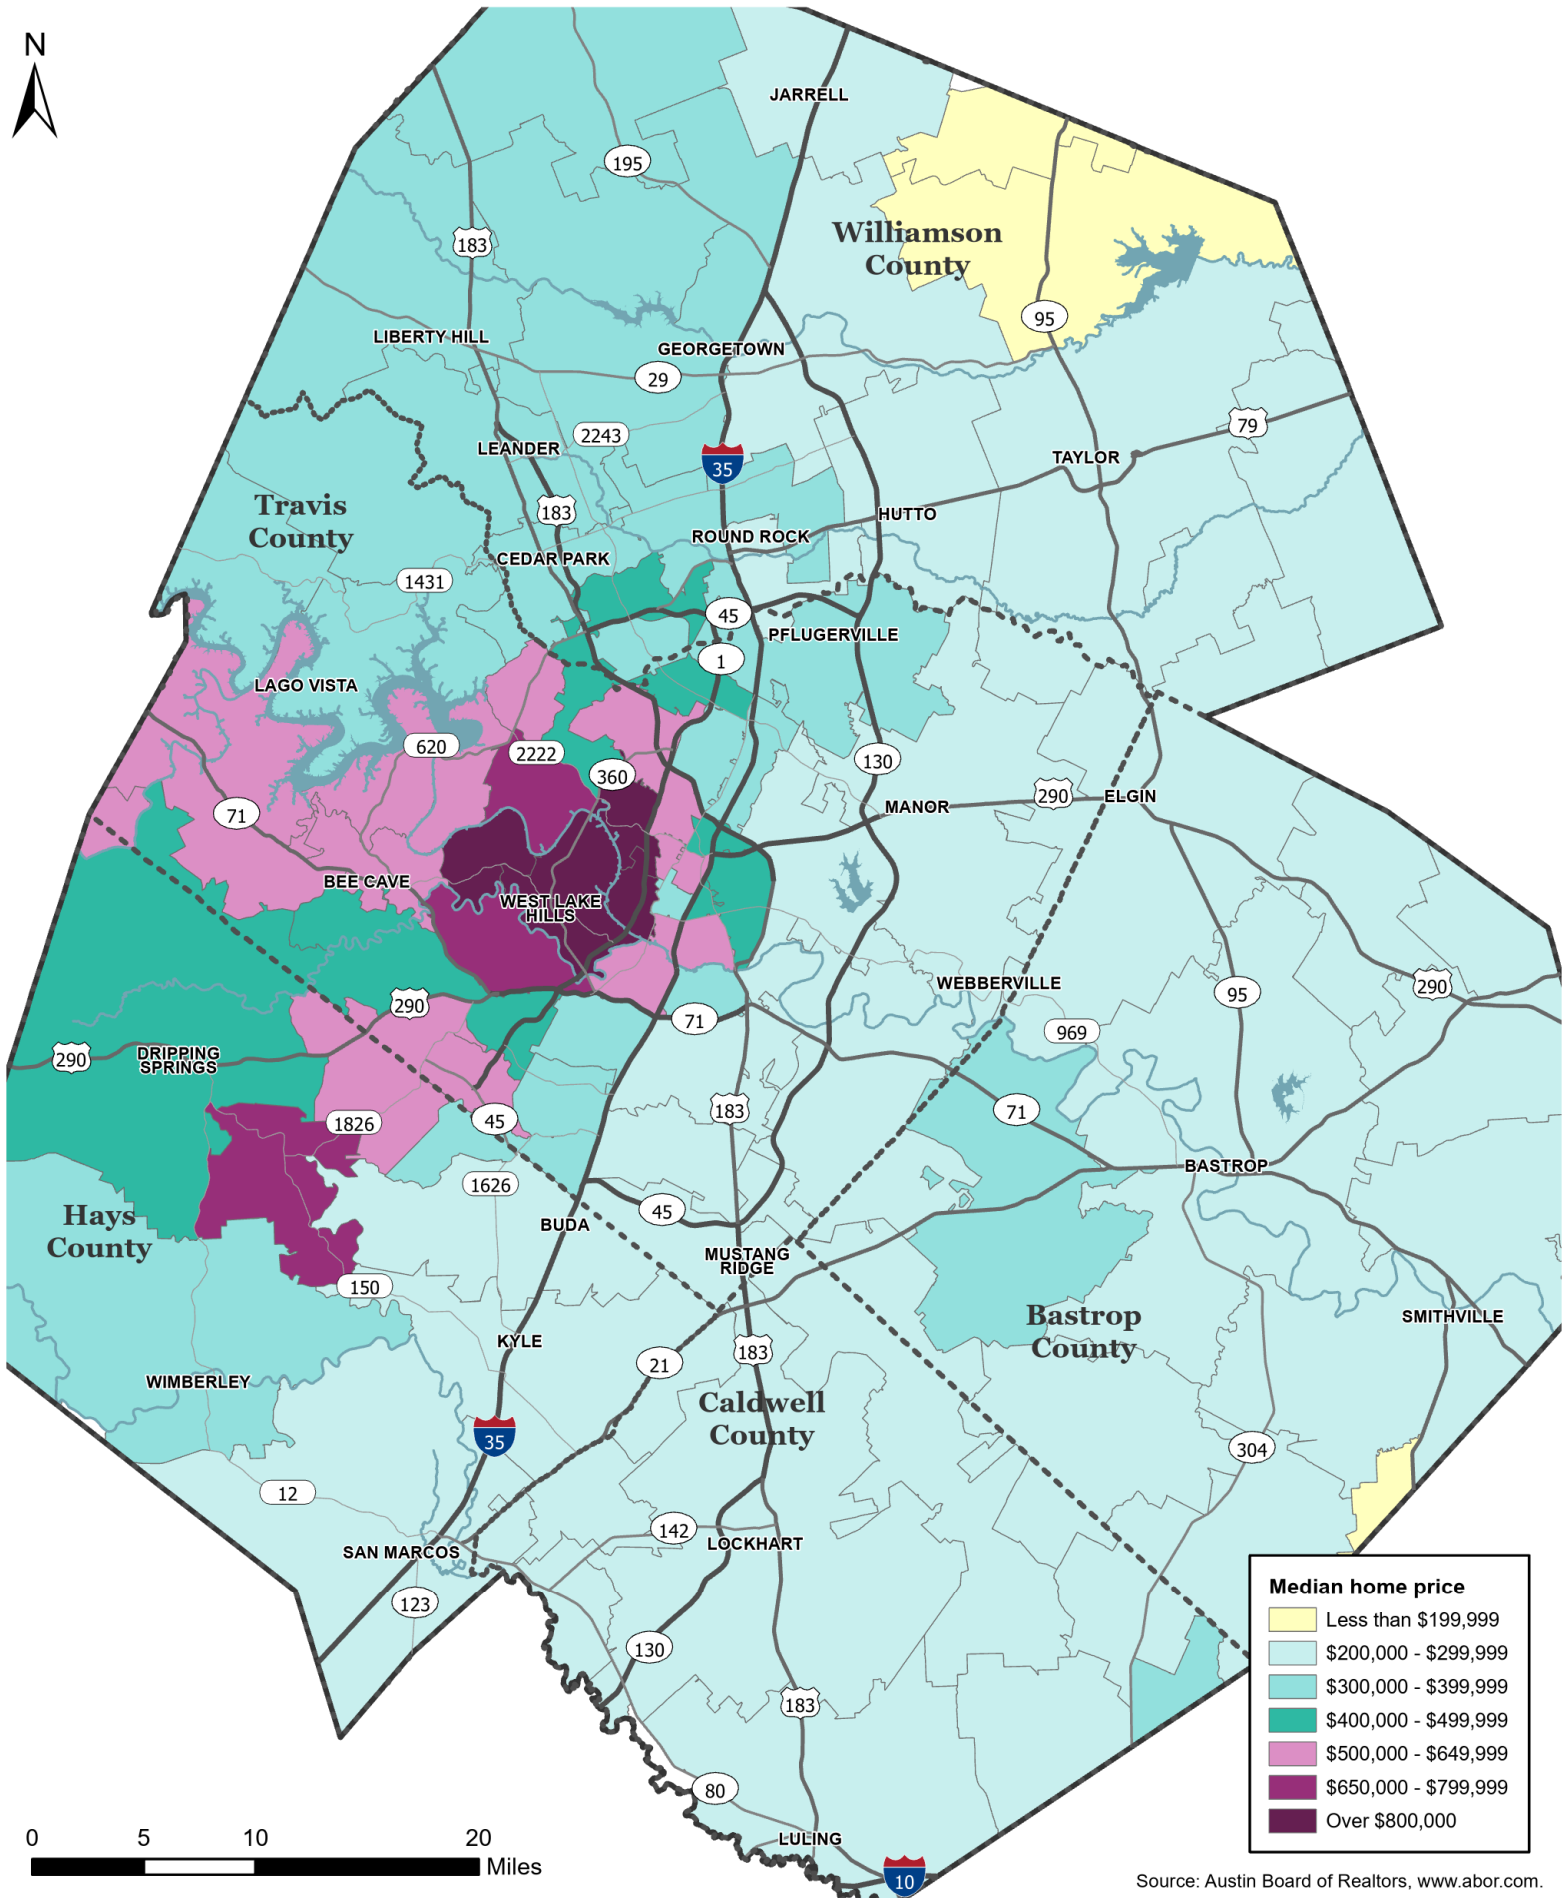 N
JARRELL
195
Williamson
County
183
95
LIBERTY HILL
GEORGETOWN
29
79
2243
LEANDER
35
TAYLOR
Travis
County
183
HUTTO
ROUND ROCK
CEDAR PARK
1431
45
PFLUGERVILLE
1
LAGO VISTA
620
2222
130
360
290
ELGIN
71
MANOR
BEE CAVE
WEST LAKE
HILLS
WEBBERVILLE
290
95
290
71
969
290
DRIPPING
SPRINGS
183
71
1826
45
BASTROP
1626
45
Hays
County
BUDA
MUSTANG
RIDGE
150
Bastrop
County
SMITHVILLE
KYLE
183
21
WIMBERLEY
Caldwell
County
35
304
12
142
LOCKHART
SAN MARCOS
123
130
183
80
LULING
10
Median home price
Less than $199,999
$200,000 - $299,999
$300,000 - $399,999
$400,000 - $499,999
$500,000 - $649,999
$650,000 - $799,999
Over $800,000
0 5 10 20
Miles
Source: Austin Board of Realtors, www.abor.com.